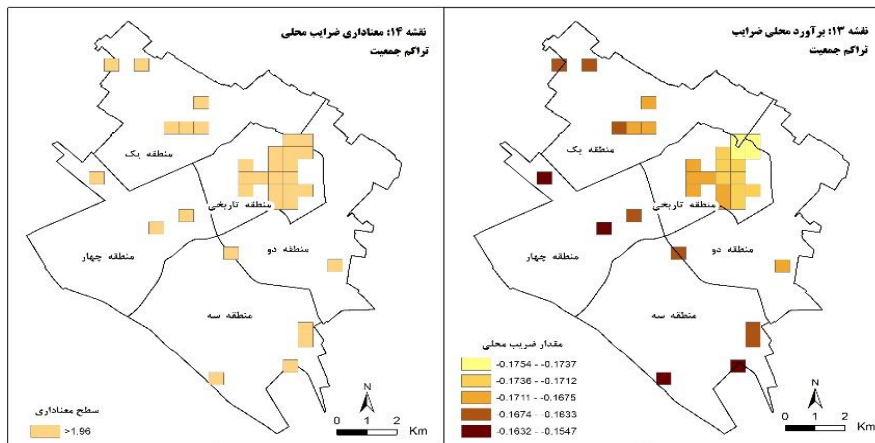 نقشه ۱۳: برآورد محلی ضرایب
تراکم جمعیت
منطقه یک
منطقه تاریخی
منطقه دو
منطقه چهار
منطقه سه
مقدار ضریب محلی
-0.1754 - -0.1737
-0.1736 - -0.1712
-0.1711 - -0.1675
-0.1674 - -0.1633
-0.1632 - -0.1547
N
0 1 2
Km
نقشه ۱۴: معناداری ضرایب محلی
تراکم جمعیت
منطقه یک
منطقه تاریخی
منطقه دو
منطقه چهار
منطقه سه
سطح معناداری
>1.96
N
0 1 2
Km